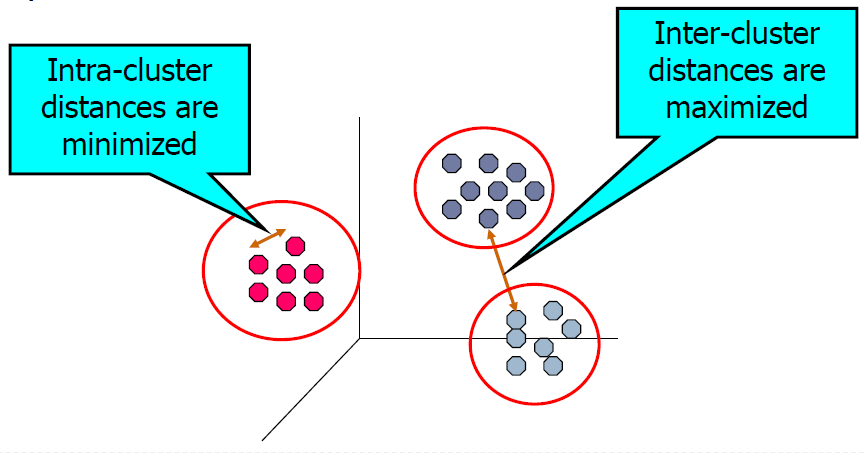 Intra-cluster
distances are
minimized
Inter-cluster
distances are
maximized